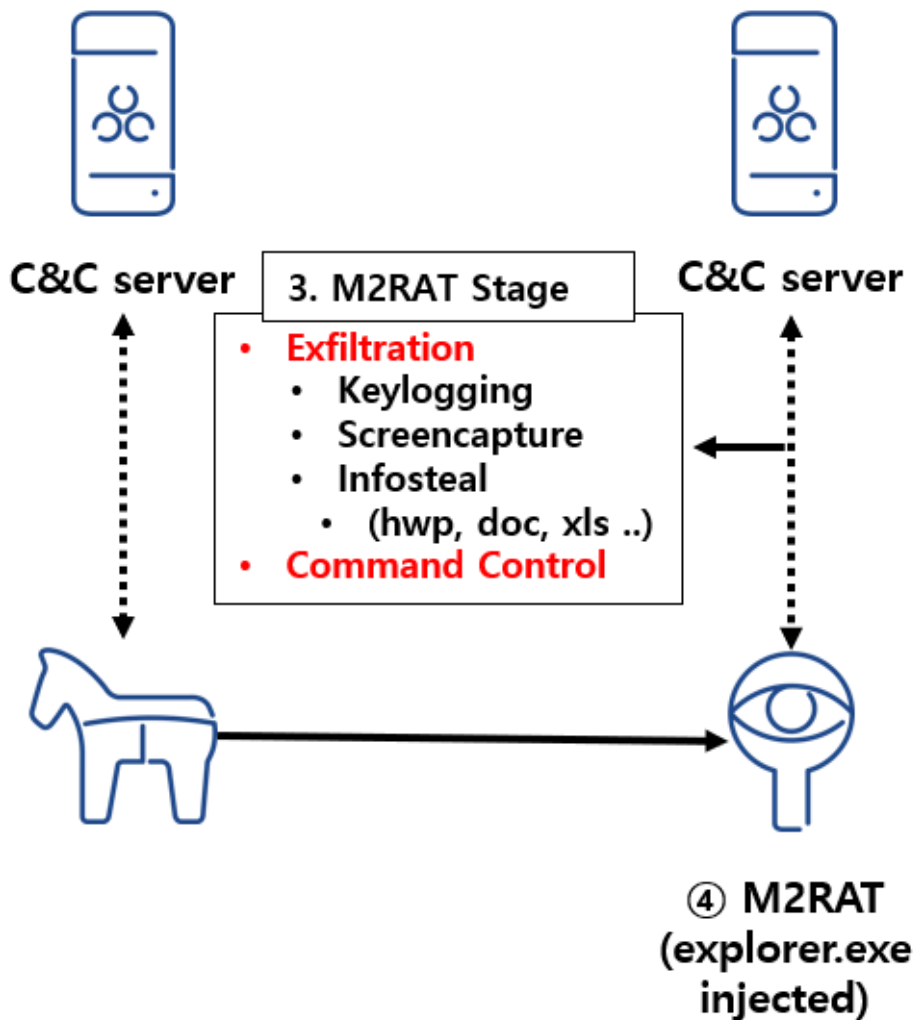 C&C server
C&C server
3. M2RAT Stage
• Exfiltration
• Keylogging
• Screencapture
• Infosteal
• (hwp, doc, xls ..)
• Command Control
④ M2RAT
(explorer.exe
injected)